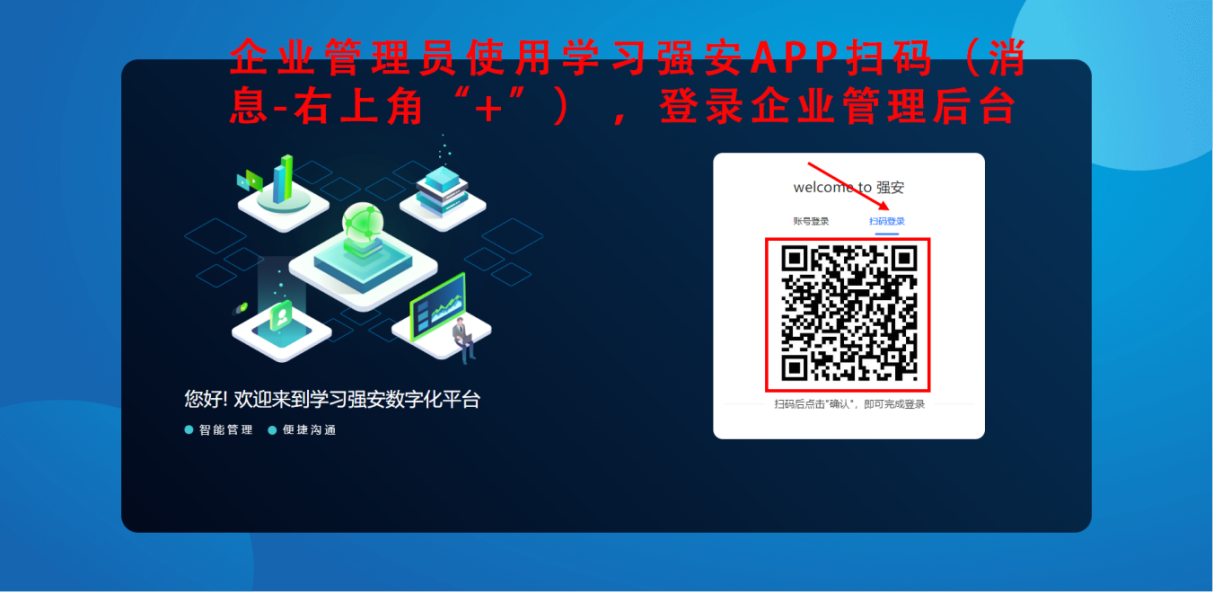 企业管理员使用学习强安APP扫码（消
息-右上角“+”），登录企业管理后台
welcome to 强安
账号登录 扫码登录
扫码后点击"确认"，即可完成登录
您好! 欢迎来到学习强安数字化平台
智能管理 便捷沟通